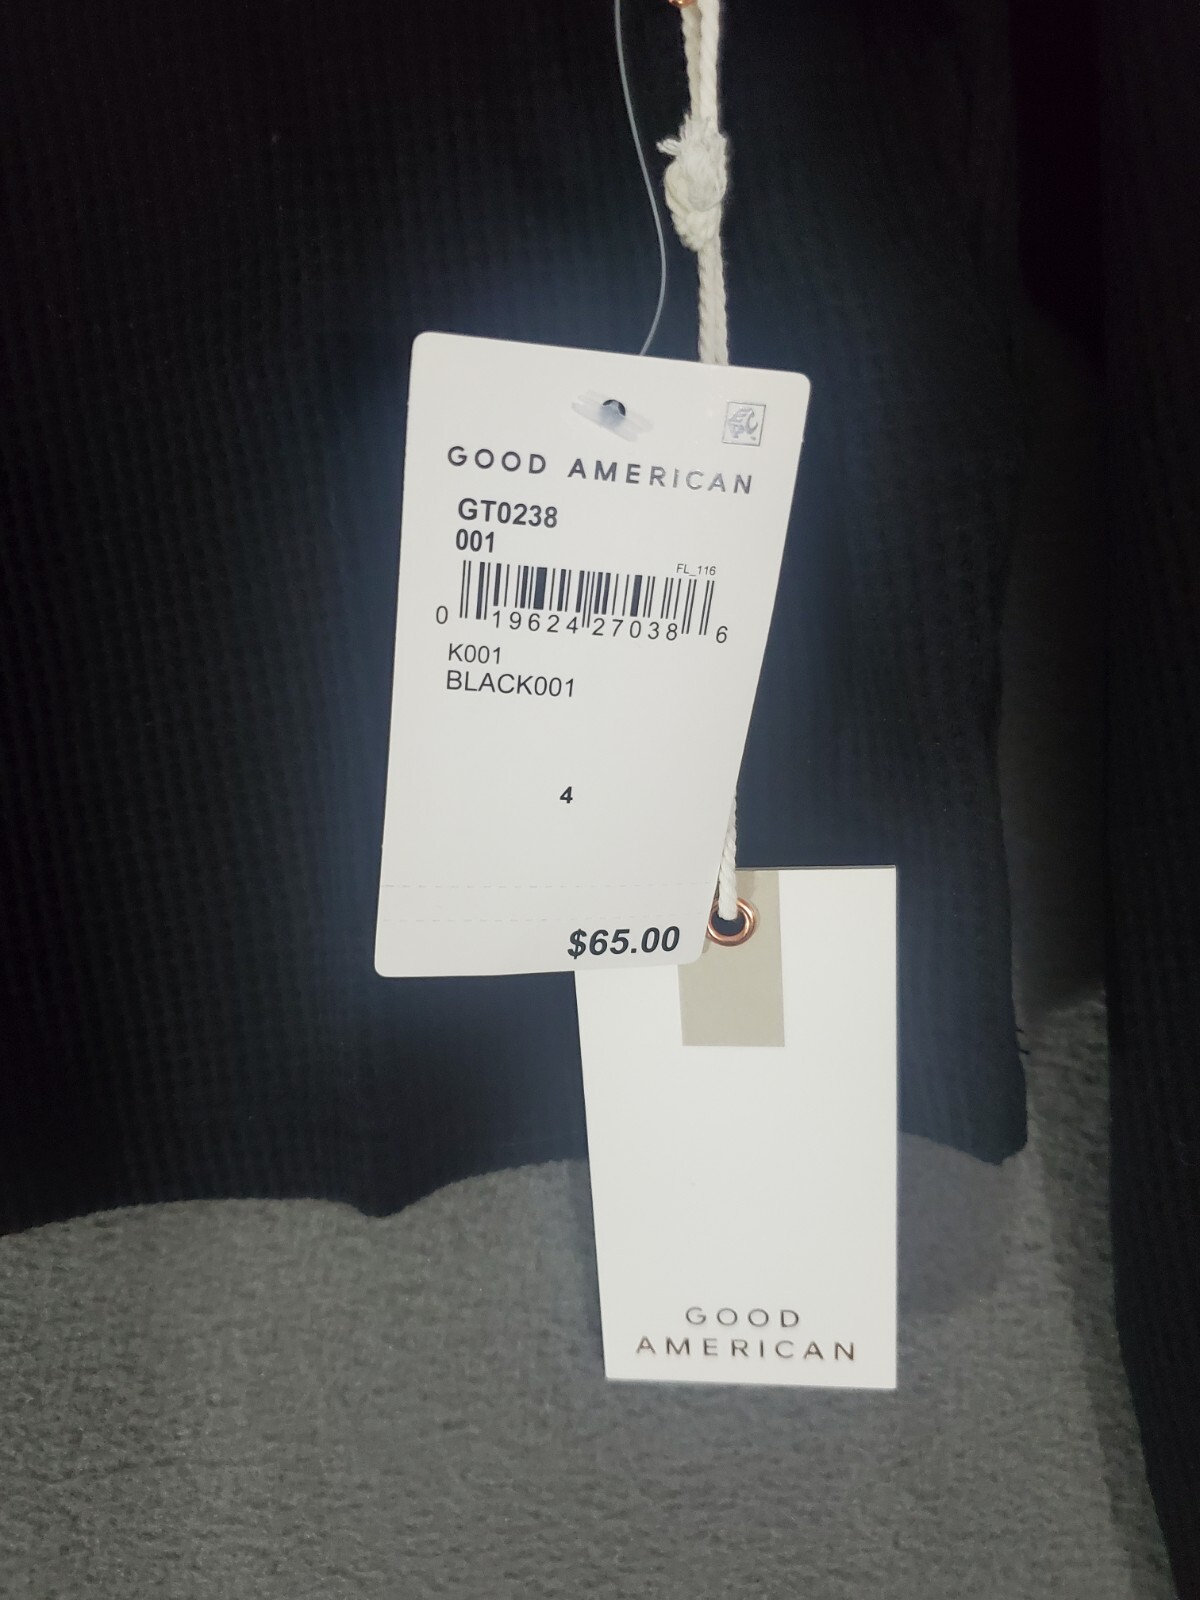 GOOD AMERICAN
GT0238
001
FL_116
0 19624 27038 6
K001
BLACK001
4
$65.00
GOOD
AMERICAN